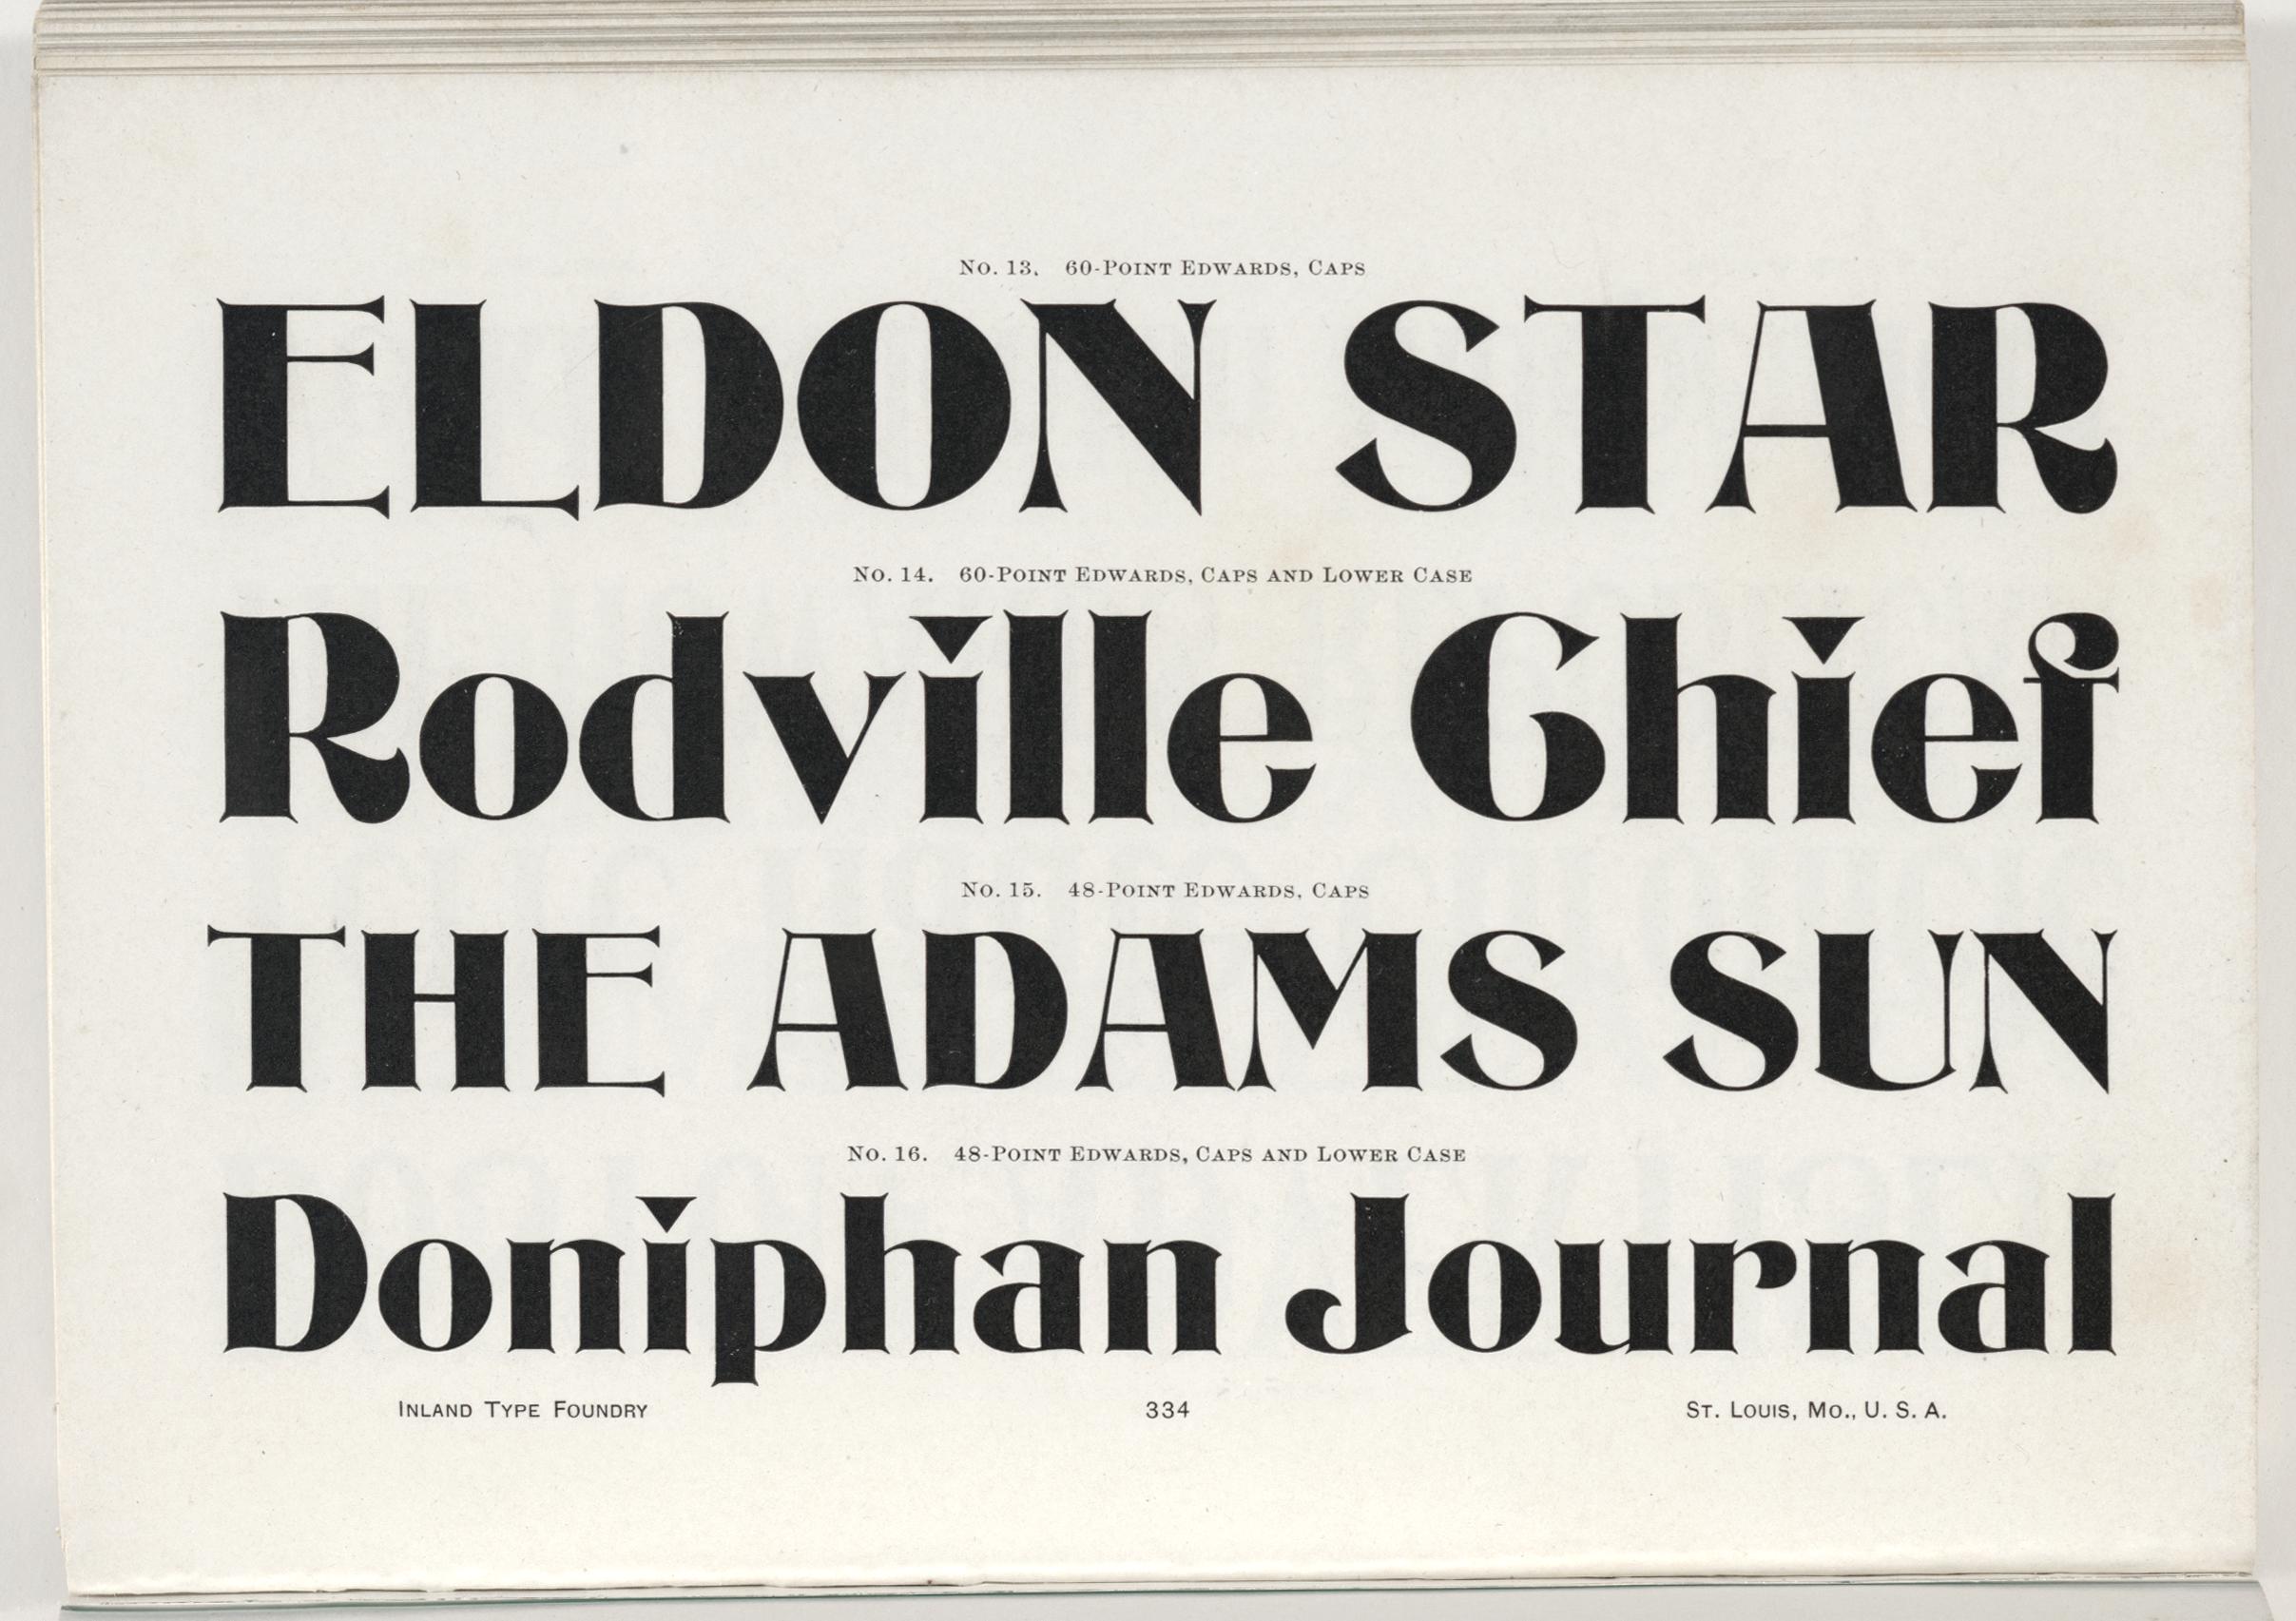 No. 13. 60-Point Edwards, Caps
ELDON STAR
No. 14. 60-Point Edwards, Caps and Lower Case
Rodville Chief
No. 15. 48-Point Edwards, Caps
THE ADAMS SUN
No. 16. 48-Point Edwards, Caps and Lower Case
Doniphan Journal
Inland Type Foundry 334 St. Louis, Mo., U. S. A.